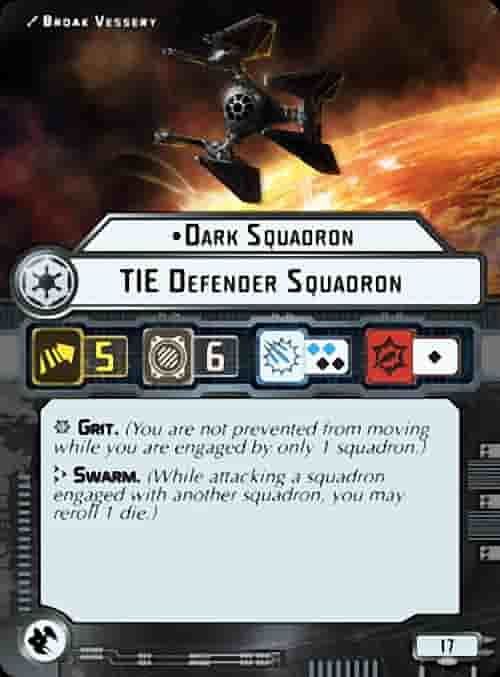 Broak Vessery
•Dark Squadron
TIE Defender Squadron
5 6
Grit. (You are not prevented from moving
while you are engaged by only 1 squadron.)
Swarm. (While attacking a squadron
engaged with another squadron, you may
reroll 1 die.)
17